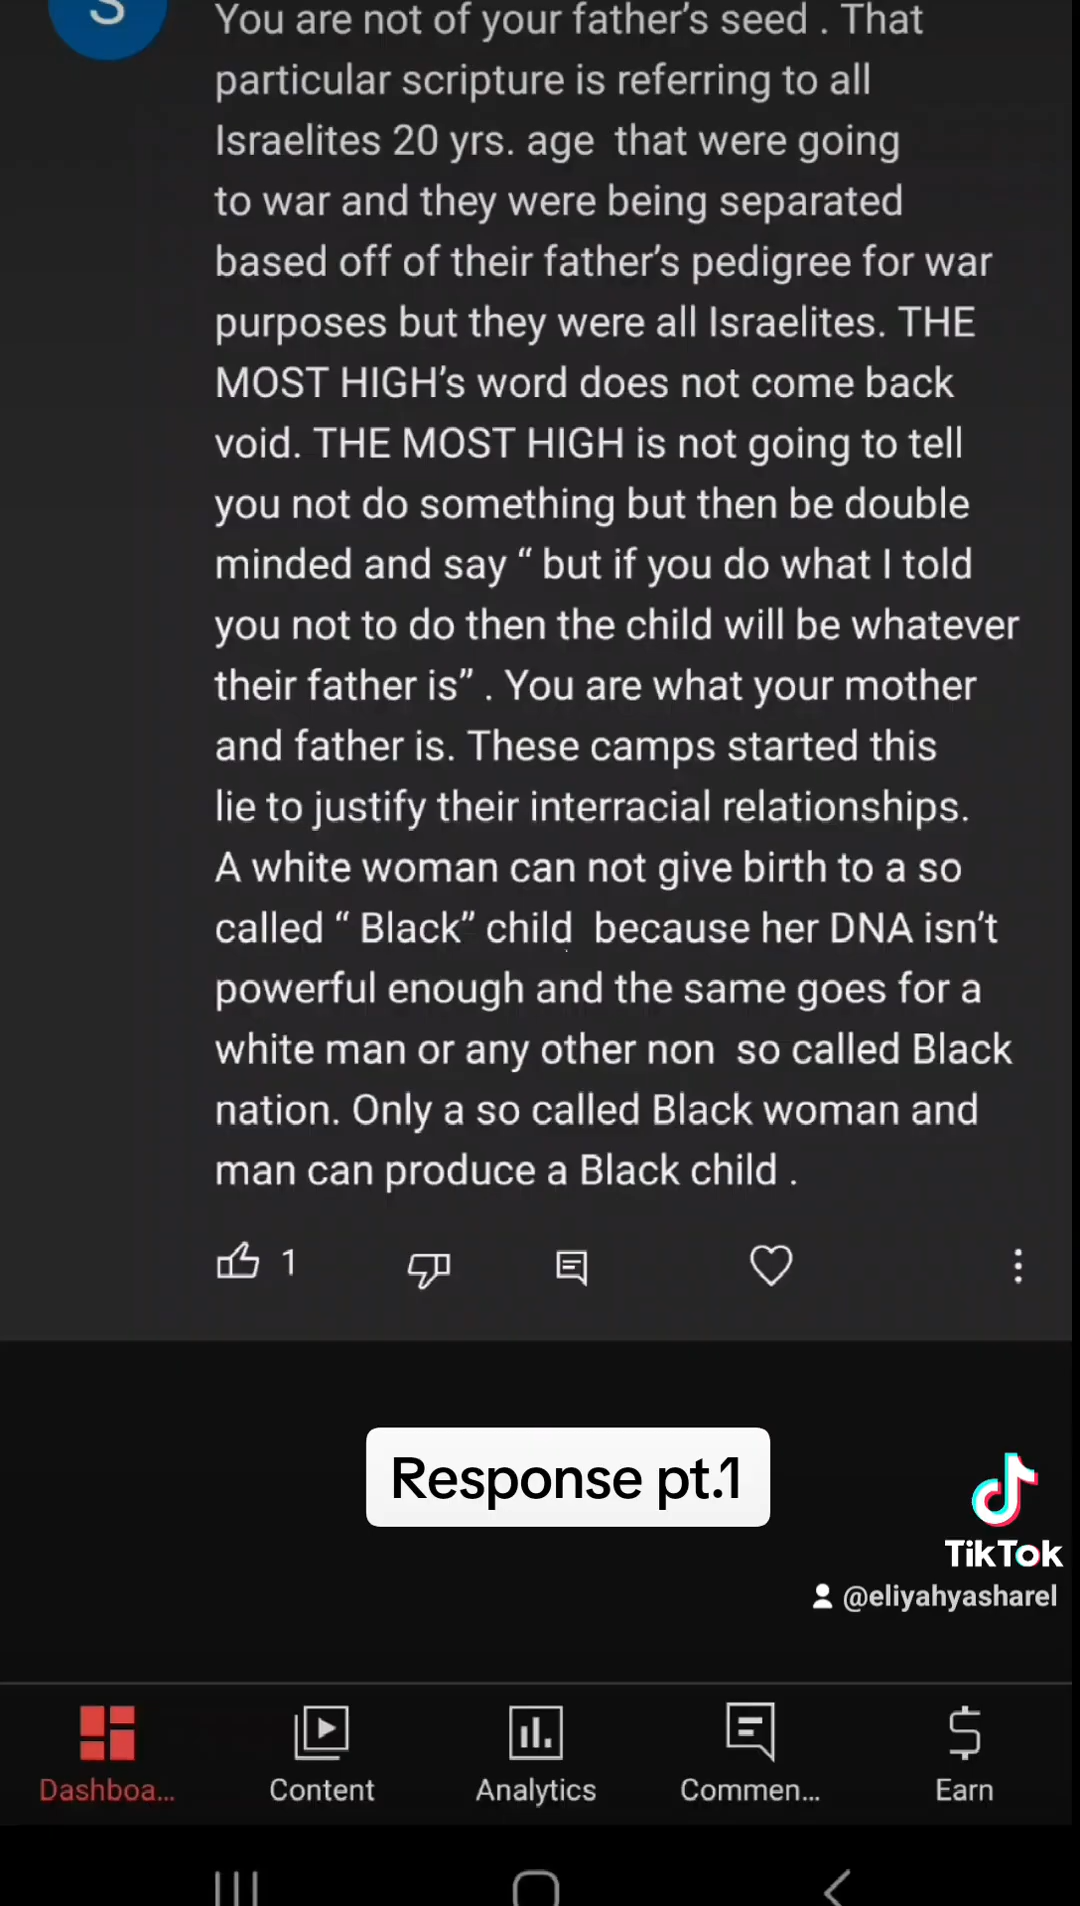 S
You are not of your father's seed . That
particular scripture is referring to all
Israelites 20 yrs. age  that were going
to war and they were being separated
based off of their father's pedigree for war
purposes but they were all Israelites. THE
MOST HIGH's word does not come back
void. THE MOST HIGH is not going to tell
you not do something but then be double
minded and say “ but if you do what I told
you not to do then the child will be whatever
their father is” . You are what your mother
and father is. These camps started this
lie to justify their interracial relationships.
A white woman can not give birth to a so
called “ Black” child  because her DNA isn't
powerful enough and the same goes for a
white man or any other non  so called Black
nation. Only a so called Black woman and
man can produce a Black child .
1
Response pt.1
TikTok
@eliyahyasharel
Dashboa...
Content
Analytics
Commen...
Earn